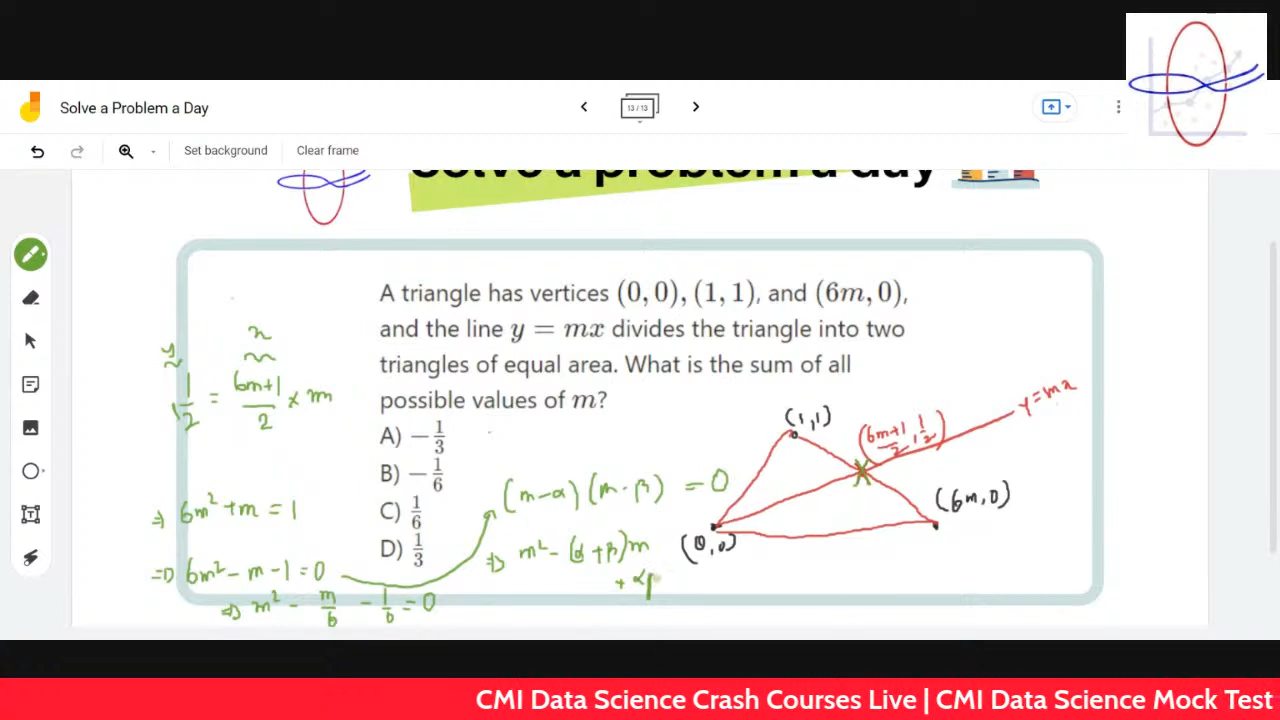 Solve a Problem a Day
13 / 13
Set background
Clear frame
Solve a problem a day
A triangle has vertices (0, 0), (1, 1), and (6m, 0),
and the line y = mx divides the triangle into two
triangles of equal area. What is the sum of all
possible values of m?
A) −1/3
B) −1/6
C) 1/6
D) 1/3
y x
1/2 = (6m+1)/2 × m
⇒ 6m² + m = 1
⇒ 6m² − m − 1 = 0
⇒ m² − m/6 − 1/6 = 0
(m−α)(m−β) = 0
⇒ m² − (α+β)m
+ α
(1,1)
((6m+1)/2, 1/2)
y = mx
(6m, 0)
(0,0)
CMI Data Science Crash Courses Live | CMI Data Science Mock Test